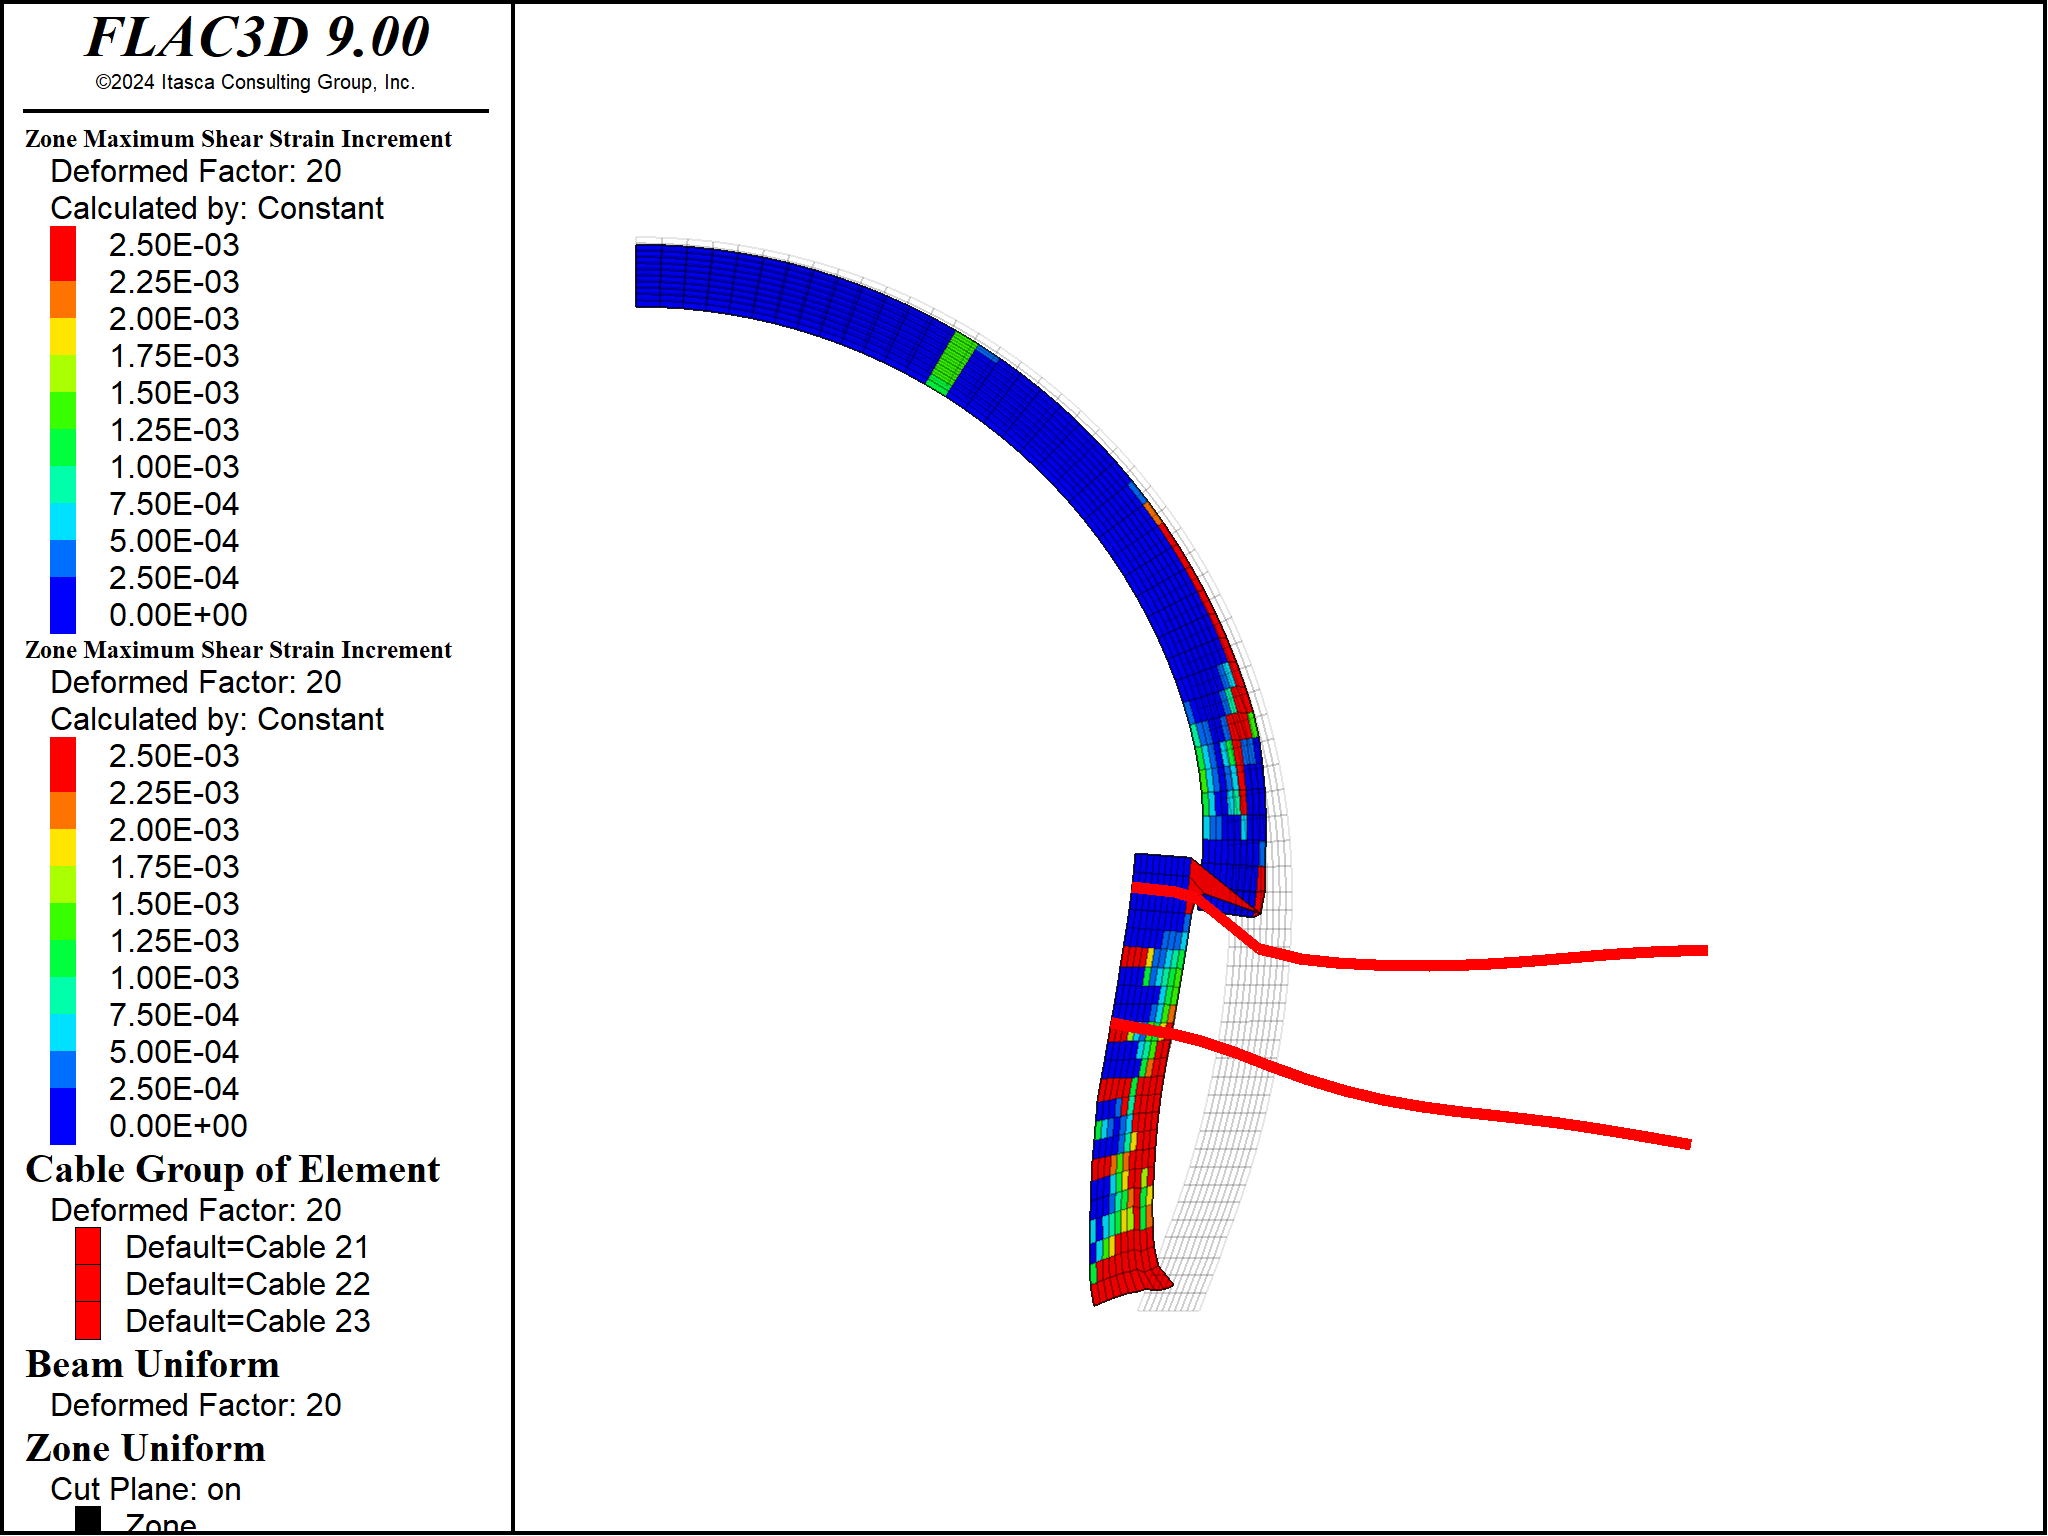 FLAC3D 9.00
©2024 Itasca Consulting Group, Inc.
Zone Maximum Shear Strain Increment
Deformed Factor: 20
Calculated by: Constant
2.50E-03
2.25E-03
2.00E-03
1.75E-03
1.50E-03
1.25E-03
1.00E-03
7.50E-04
5.00E-04
2.50E-04
0.00E+00
Zone Maximum Shear Strain Increment
Deformed Factor: 20
Calculated by: Constant
2.50E-03
2.25E-03
2.00E-03
1.75E-03
1.50E-03
1.25E-03
1.00E-03
7.50E-04
5.00E-04
2.50E-04
0.00E+00
Cable Group of Element
Deformed Factor: 20
Default=Cable 21
Default=Cable 22
Default=Cable 23
Beam Uniform
Deformed Factor: 20
Zone Uniform
Cut Plane: on
Zone